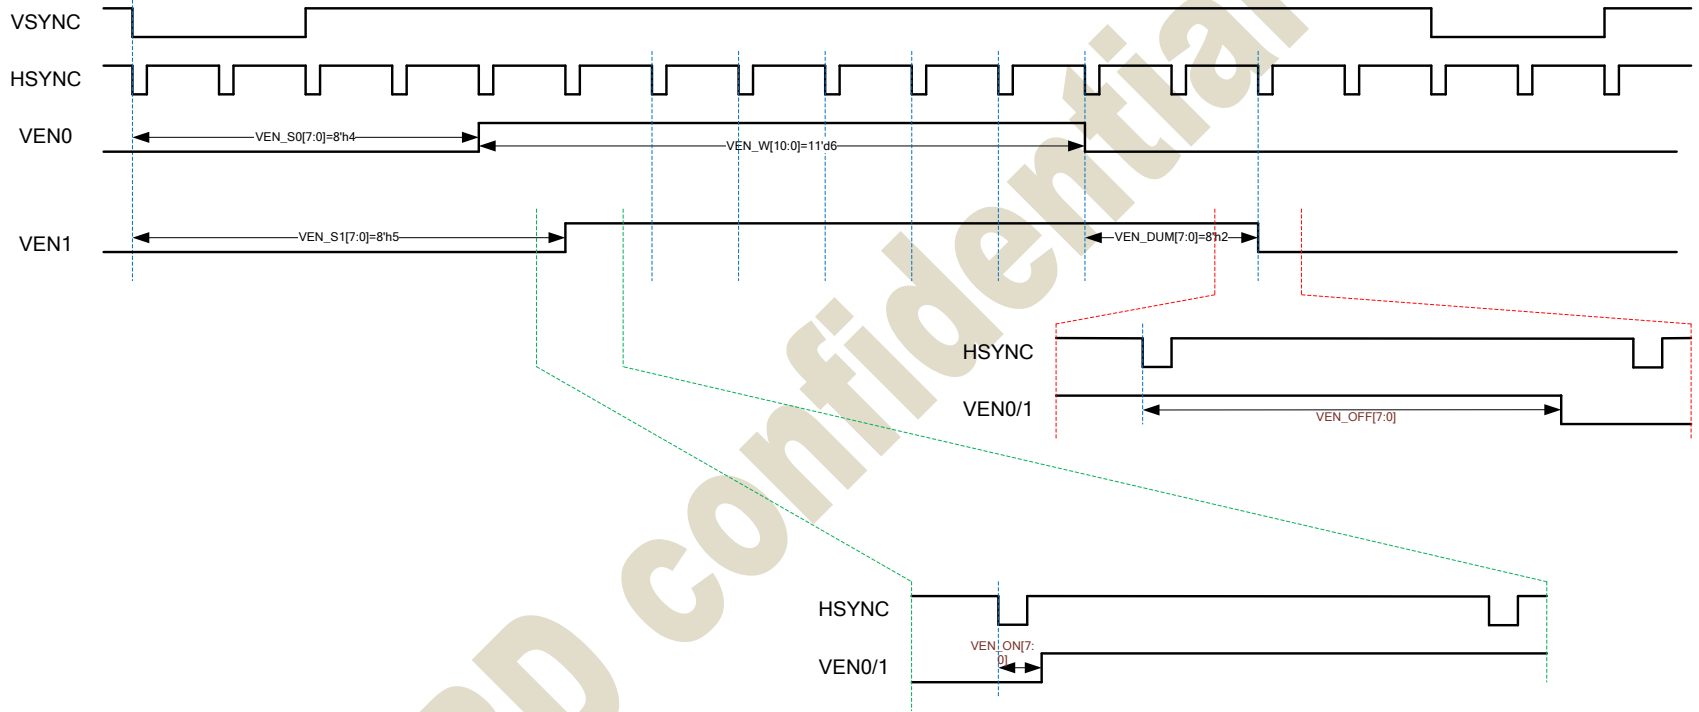 VSYNC
HSYNC
VEN0
VEN_S0[7:0]=8'h4
VEN_W[10:0]=11'd6
VEN1
VEN_S1[7:0]=8'h5
VEN_DUM[7:0]=8'h2
HSYNC
VEN0/1
VEN_OFF[7:0]
HSYNC
VEN_ON[7:
0]
VEN0/1
confidential